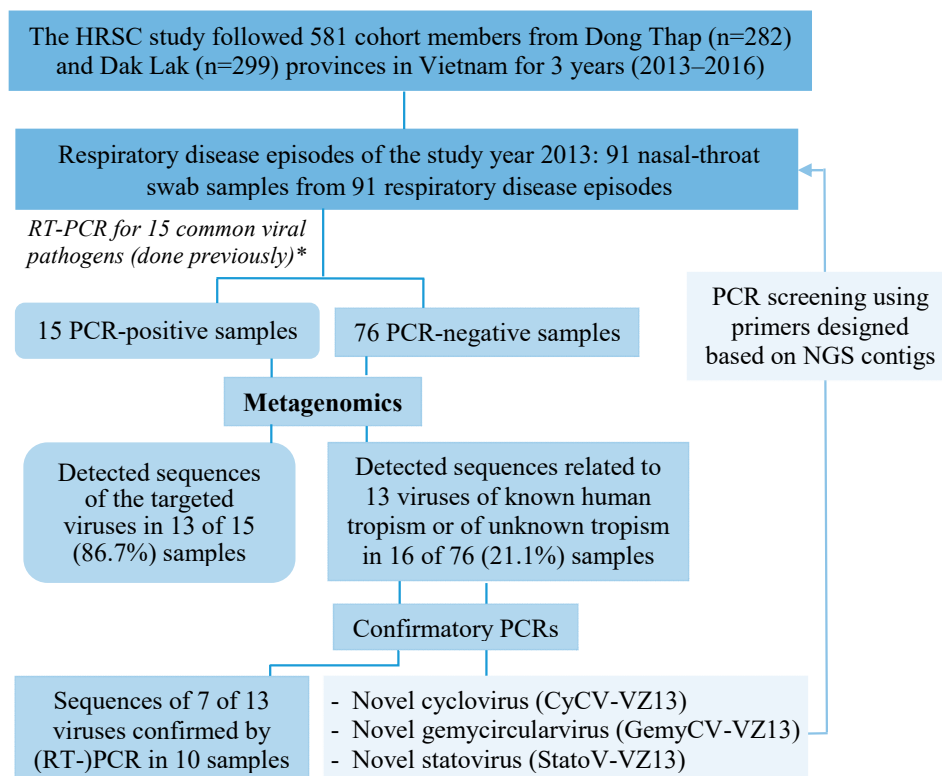 The HRSC study followed 581 cohort members from Dong Thap (n=282)
and Dak Lak (n=299) provinces in Vietnam for 3 years (2013–2016)
Respiratory disease episodes of the study year 2013: 91 nasal-throat
swab samples from 91 respiratory disease episodes
RT-PCR for 15 common viral
pathogens (done previously)*
15 PCR-positive samples
76 PCR-negative samples
PCR screening using
primers designed
based on NGS contigs
Metagenomics
Detected sequences
of the targeted
viruses in 13 of 15
(86.7%) samples
Detected sequences related to
13 viruses of known human
tropism or of unknown tropism
in 16 of 76 (21.1%) samples
Confirmatory PCRs
Sequences of 7 of 13
viruses confirmed by
(RT-)PCR in 10 samples
- Novel cyclovirus (CyCV-VZ13)
- Novel gemycircularvirus (GemyCV-VZ13)
- Novel statovirus (StatoV-VZ13)